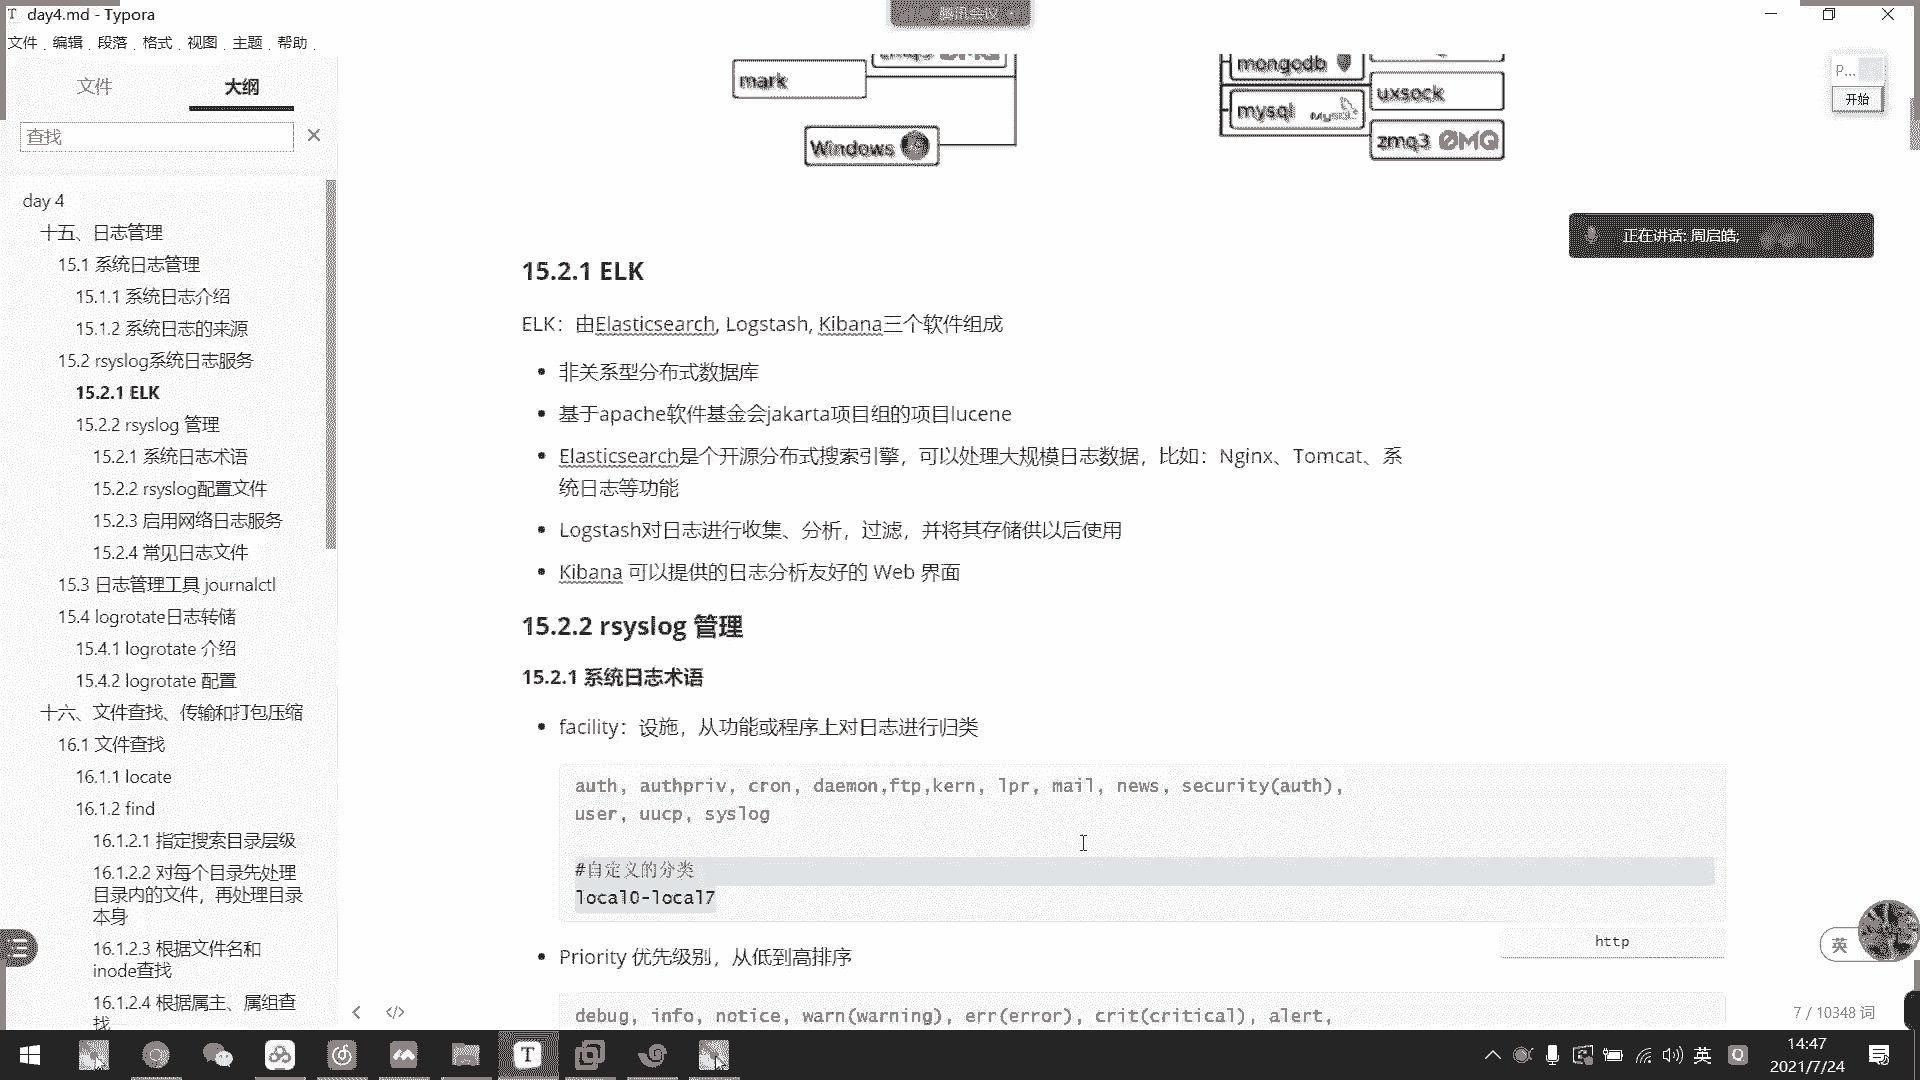 day4.md - Typora
腾讯会议
文件 编辑 段落 格式 视图 主题 帮助
文件 大纲
查找
day 4
十五、日志管理
15.1 系统日志管理
15.1.1 系统日志介绍
15.1.2 系统日志的来源
15.2 rsyslog系统日志服务
15.2.1 ELK
15.2.2 rsyslog 管理
15.2.1 系统日志术语
15.2.2 rsyslog配置文件
15.2.3 启用网络日志服务
15.2.4 常见日志文件
15.3 日志管理工具 journalctl
15.4 logrotate日志转储
15.4.1 logrotate 介绍
15.4.2 logrotate 配置
十六、文件查找、传输和打包压缩
16.1 文件查找
16.1.1 locate
16.1.2 find
16.1.2.1 指定搜索目录层级
16.1.2.2 对每个目录先处理
目录内的文件，再处理目录
本身
16.1.2.3 根据文件名和
inode查找
16.1.2.4 根据属主、属组查
找
mark
Windows
mongodb
mysql MySQL
uxsock
zmq3 ØMQ
P...
开始
正在讲话: 周启皓;
15.2.1 ELK
ELK：由Elasticsearch, Logstash, Kibana三个软件组成
非关系型分布式数据库
基于apache软件基金会jakarta项目组的项目lucene
Elasticsearch是个开源分布式搜索引擎，可以处理大规模日志数据，比如：Nginx、Tomcat、系
统日志等功能
Logstash对日志进行收集、分析，过滤，并将其存储供以后使用
Kibana 可以提供的日志分析友好的 Web 界面
15.2.2 rsyslog 管理
15.2.1 系统日志术语
facility：设施，从功能或程序上对日志进行归类
auth, authpriv, cron, daemon,ftp,kern, lpr, mail, news, security(auth),
user, uucp, syslog
#自定义的分类
local0-local7
http
Priority 优先级别，从低到高排序
debug, info, notice, warn(warning), err(error), crit(critical), alert,
英
7 / 10348 词
英
14:47
2021/7/24